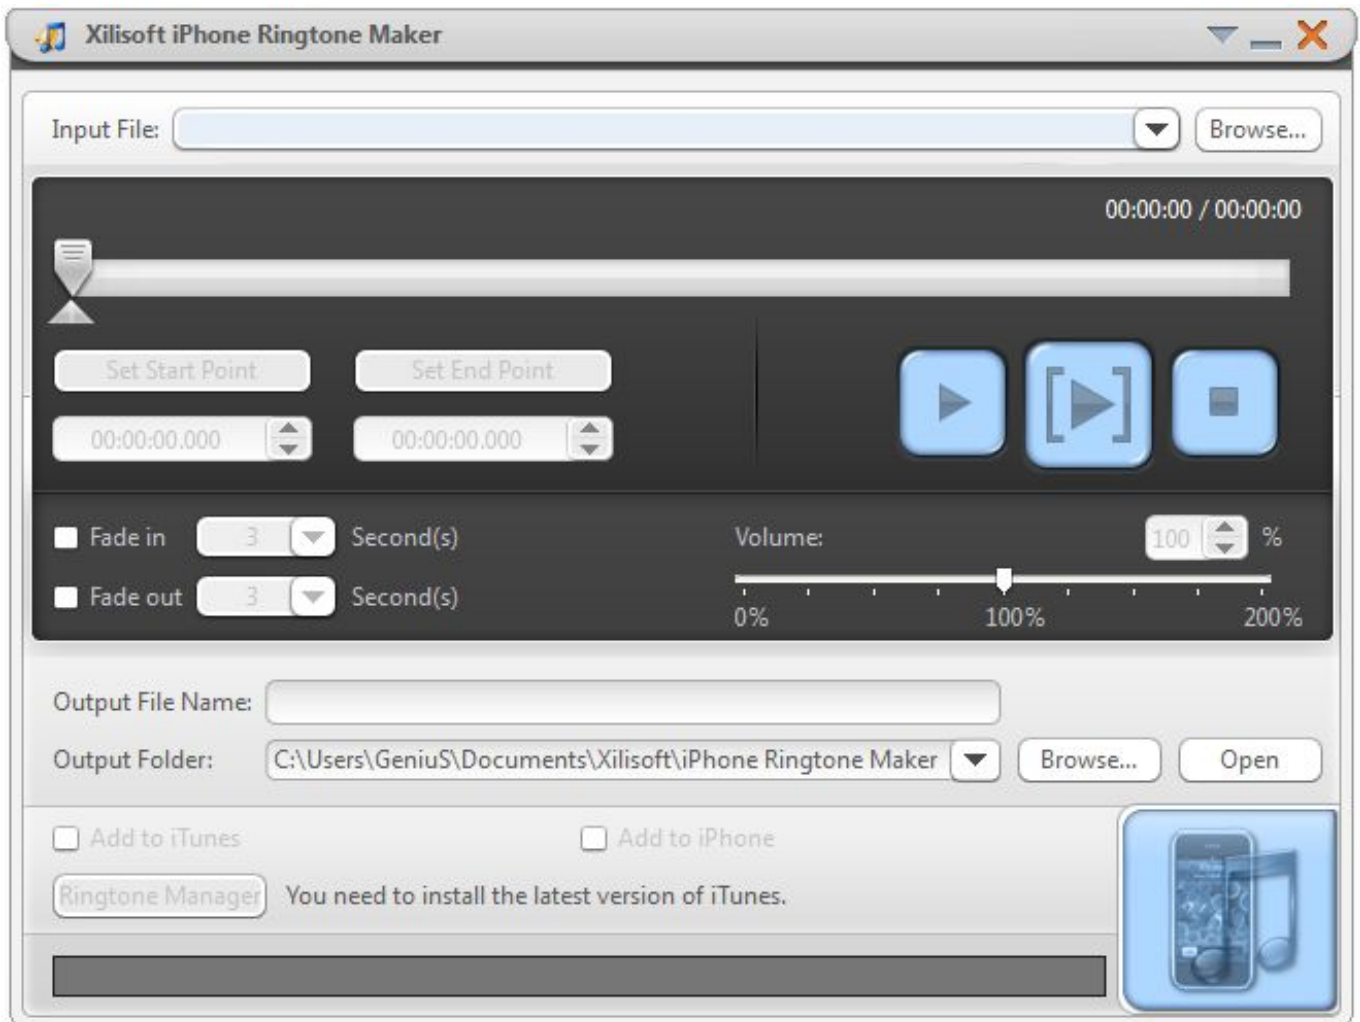 Xilisoft iPhone Ringtone Maker
Input File:
Browse...
00:00:00 / 00:00:00
Set Start Point
Set End Point
00:00:00.000
00:00:00.000
Fade in
3
Second(s)
Volume:
100
%
Fade out
3
Second(s)
0%
100%
200%
Output File Name:
Output Folder:
C:\Users\GeniuS\Documents\Xilisoft\iPhone Ringtone Maker
Browse...
Open
Add to iTunes
Add to iPhone
Ringtone Manager
You need to install the latest version of iTunes.